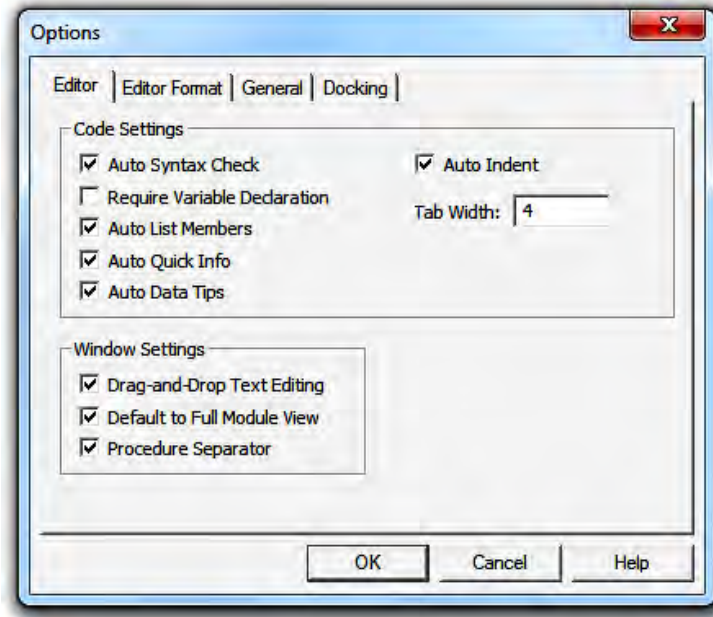 Options
X
Editor Editor Format General Docking
Code Settings
Auto Syntax Check
Auto Indent
Require Variable Declaration
Tab Width: 4
Auto List Members
Auto Quick Info
Auto Data Tips
Window Settings
Drag-and-Drop Text Editing
Default to Full Module View
Procedure Separator
OK Cancel Help